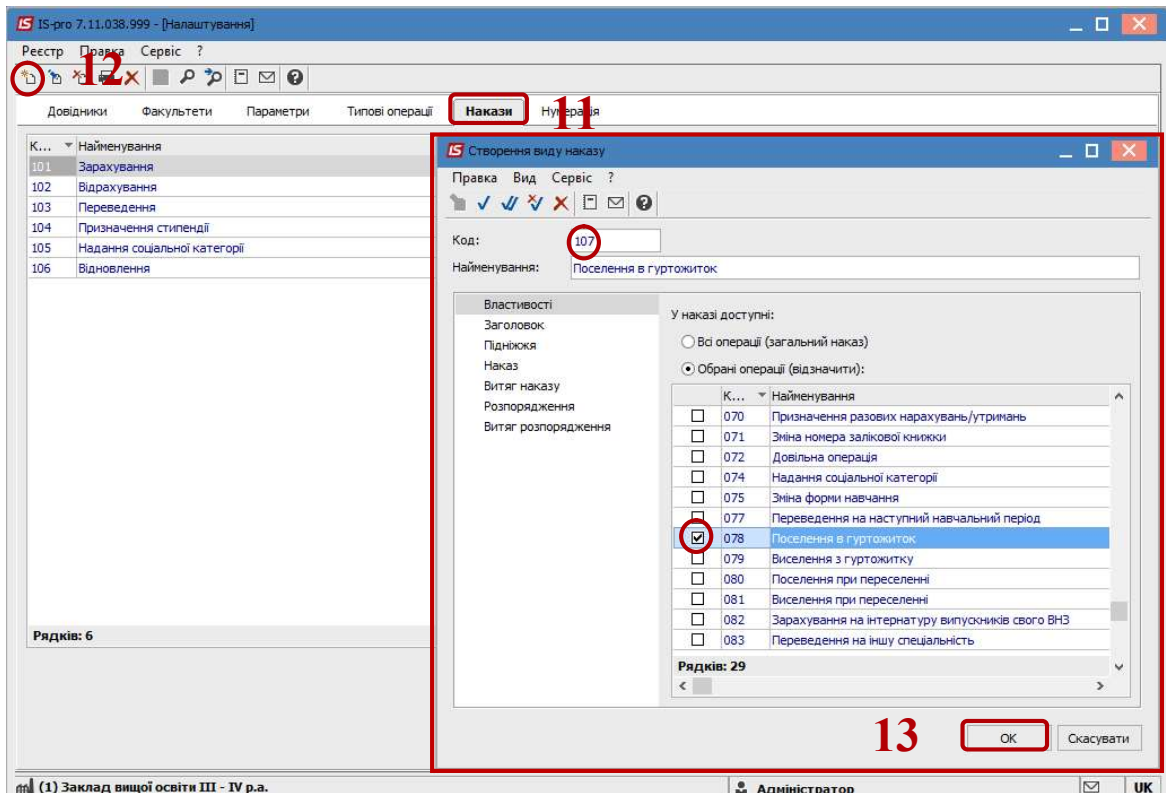 IS-pro 7.11.038.999 - [Налаштування]
Реєстр Правка Сервіс ?
12
Довідники Факультети Параметри Типові операції Накази Нумерація
11
К... Найменування
101 Зарахування
102 Відрахування
103 Переведення
104 Призначення стипендії
105 Надання соціальної категорії
106 Відновлення
Рядків: 6
Створення виду наказу
Правка Вид Сервіс ?
Код: 107
Найменування: Поселення в гуртожиток
Властивості
Заголовок
Підніжжя
Наказ
Витяг наказу
Розпорядження
Витяг розпорядження
У наказі доступні:
Всі операції (загальний наказ)
Обрані операції (відзначити):
К... Найменування
070 Призначення разових нарахувань/утримань
071 Зміна номера залікової книжки
072 Довільна операція
074 Надання соціальної категорії
075 Зміна форми навчання
077 Переведення на наступний навчальний період
078 Поселення в гуртожиток
079 Виселення з гуртожитку
080 Поселення при переселенні
081 Виселення при переселенні
082 Зарахування на інтернатуру випускників свого ВНЗ
083 Переведення на іншу спеціальність
Рядків: 29
13 OK Скасувати
(1) Заклад вищої освіти III - IV р.а. Адміністратор UK